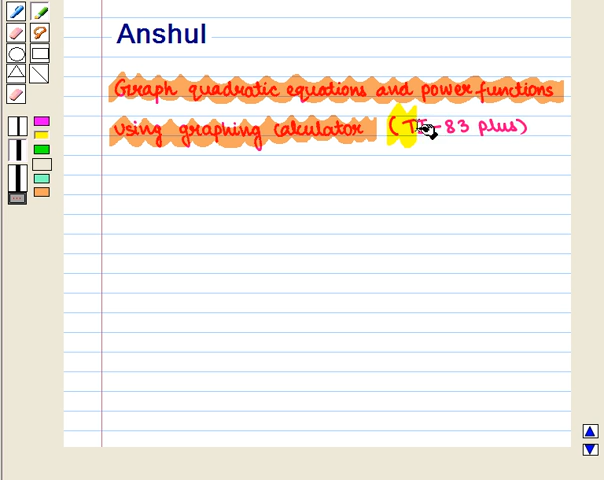 Anshul
Graph quadratic equations and power functions
using graphing calculator (TI-83 plus)